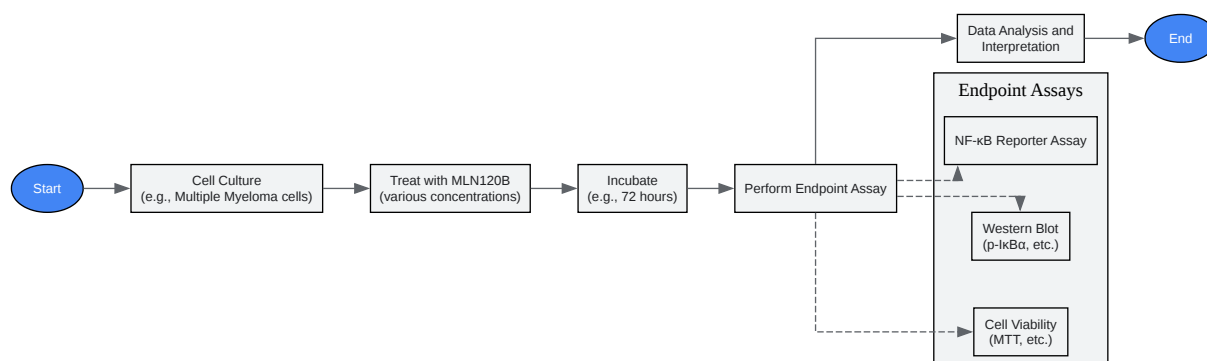 Start
Cell Culture
(e.g., Multiple Myeloma cells)
Treat with MLN120B
(various concentrations)
Incubate
(e.g., 72 hours)
Perform Endpoint Assay
Data Analysis and
Interpretation
End
Endpoint Assays
NF-κB Reporter Assay
Western Blot
(p-IκBα, etc.)
Cell Viability
(MTT, etc.)